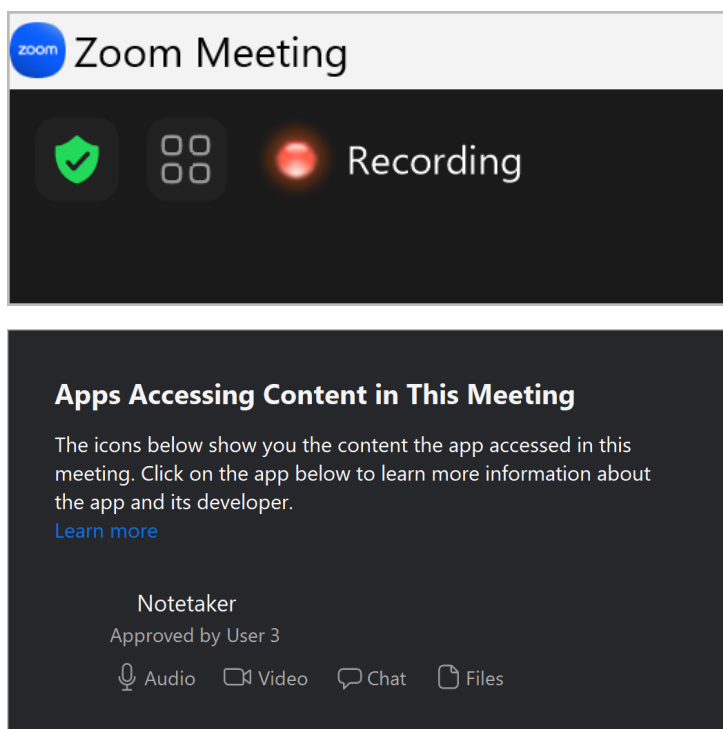 zoom Zoom Meeting
Recording
Apps Accessing Content in This Meeting
The icons below show you the content the app accessed in this
meeting. Click on the app below to learn more information about
the app and its developer.
Learn more
Notetaker
Approved by User 3
Audio Video Chat Files